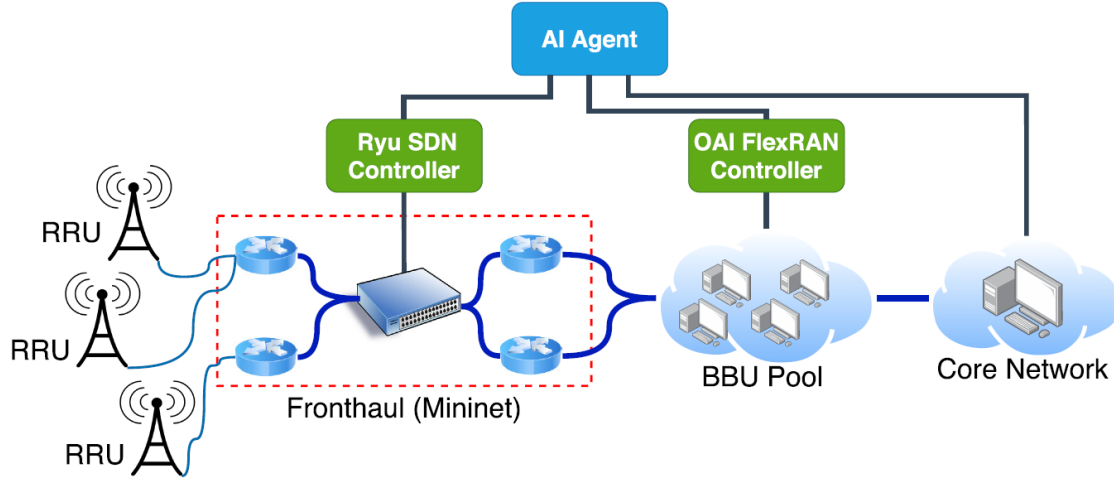 AI Agent
Ryu SDN
Controller
OAI FlexRAN
Controller
RRU
RRU
RRU
Fronthaul (Mininet)
BBU Pool
Core Network